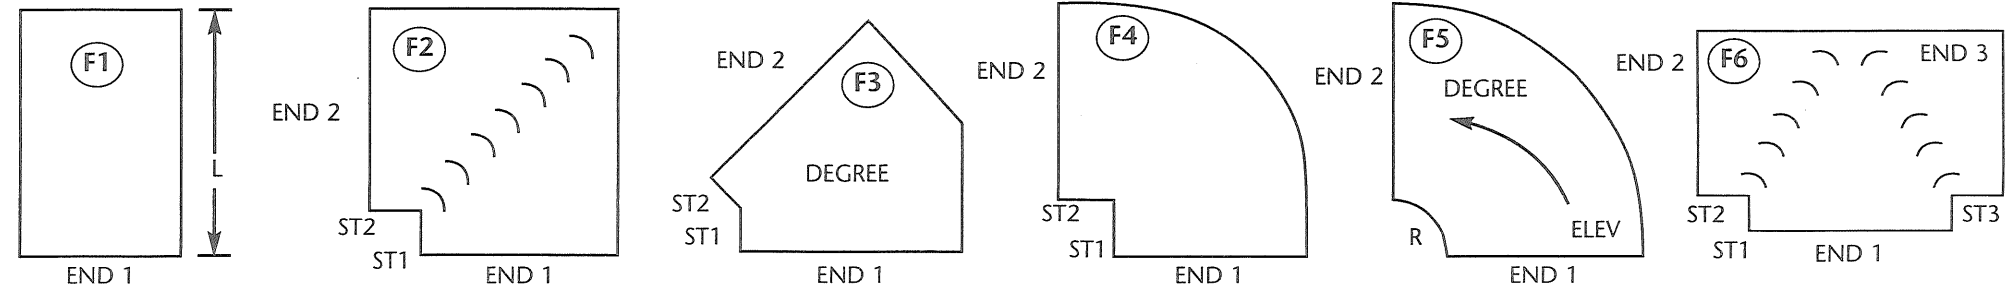 F1
L
END 1
F2
END 2
ST2
ST1
END 1
F3
END 2
DEGREE
ST2
ST1
END 1
F4
END 2
ST2
ST1
END 1
F5
END 2
DEGREE
R
ELEV
END 1
F6
END 2
END 3
ST2
ST3
ST1
END 1